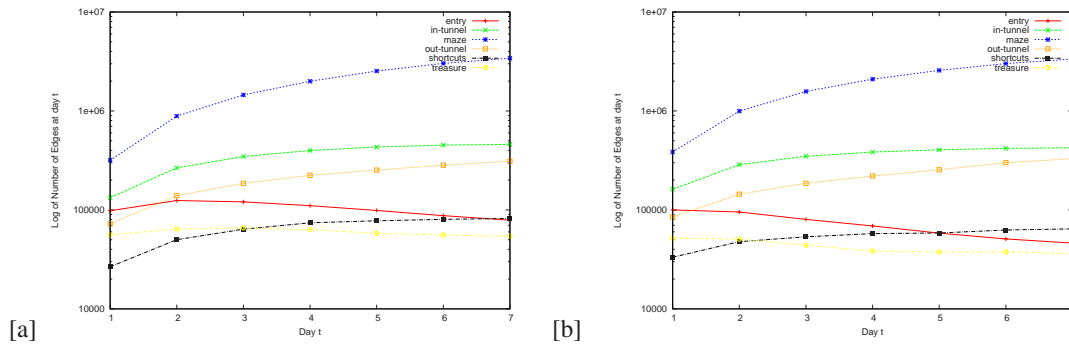 1e+07
1e+06
100000
10000
Log of Number of Edges at day t
entry
in-tunnel
maze
out-tunnel
shortcuts
treasure
1 2 3 4 5 6 7
Day t
[a]
1e+07
1e+06
100000
10000
Log of Number of Edges at day t
entry
in-tunnel
maze
out-tunnel
shortcuts
treasure
1 2 3 4 5 6
Day t
[b]